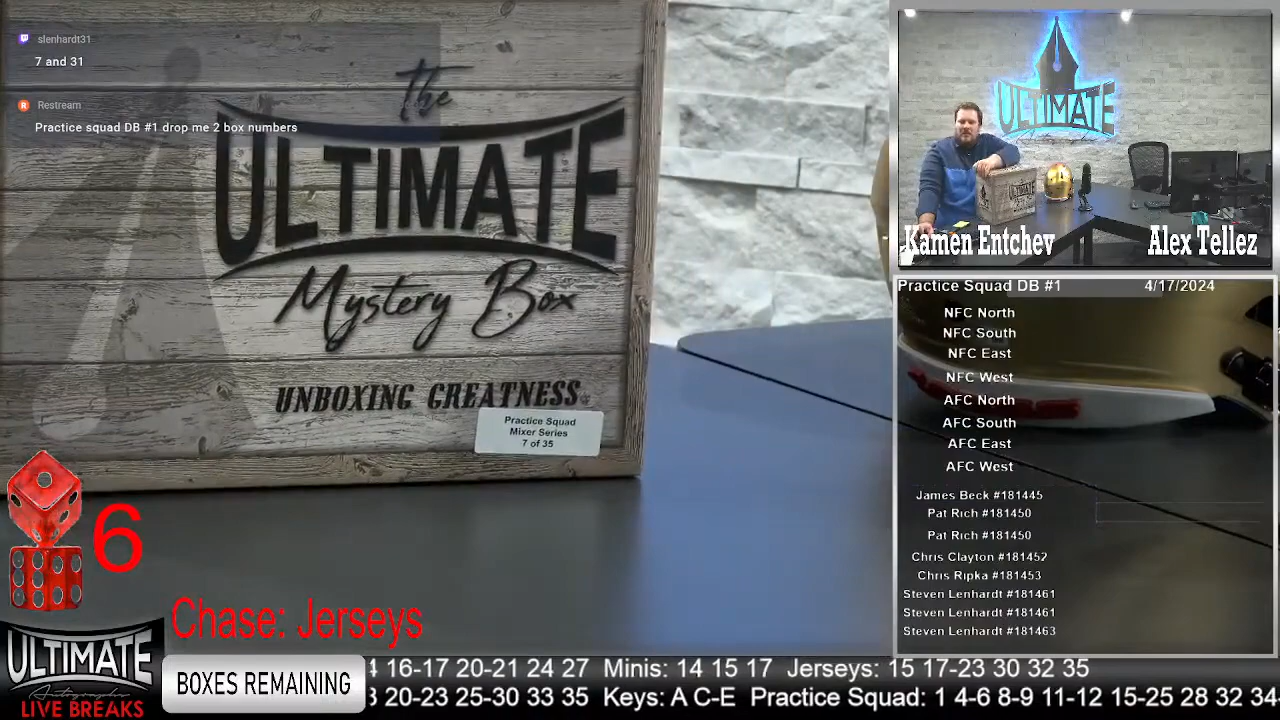 slenhardt31
7 and 31
Restream
Practice squad DB #1 drop me 2 box numbers
the
ULTIMATE
Mystery Box
UNBOXING GREATNESS
Practice Squad
Mixer Series
7 of 35
6
Chase: Jerseys
ULTIMATE
Autographs
LIVE BREAKS
BOXES REMAINING
4 16-17 20-21 24 27 Minis: 14 15 17 Jerseys: 15 17-23 30 32 35
3 20-23 25-30 33 35 Keys: A C-E Practice Squad: 1 4-6 8-9 11-12 15-25 28 32 34
ULTIMATE
ULTIMATE
Kamen Entchev
Alex Tellez
Practice Squad DB #1 4/17/2024
NFC North
NFC South
NFC East
NFC West
AFC North
AFC South
AFC East
AFC West
James Beck #181445
Pat Rich #181450
Pat Rich #181450
Chris Clayton #181452
Chris Ripka #181453
Steven Lenhardt #181461
Steven Lenhardt #181461
Steven Lenhardt #181463